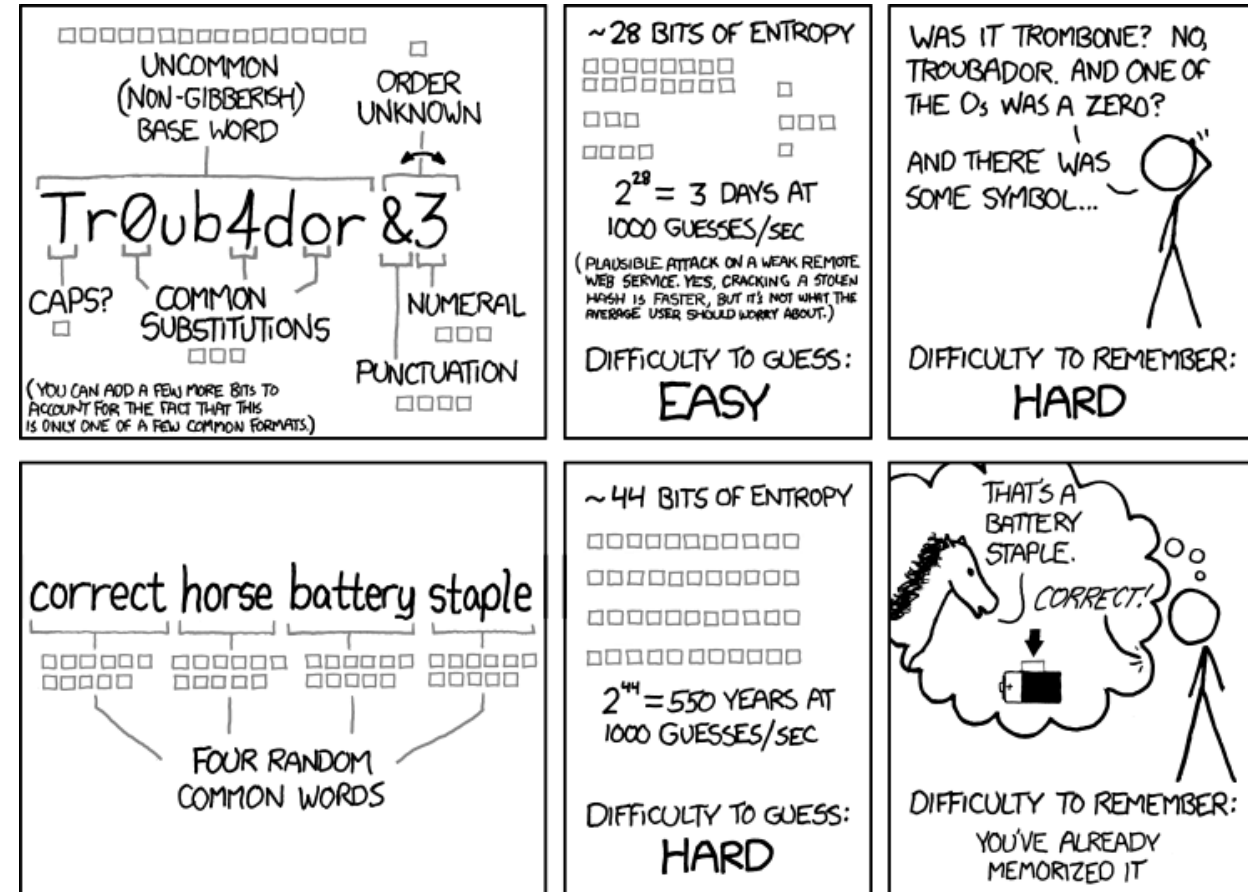 UNCOMMON
(NON-GIBBERISH)
BASE WORD
ORDER
UNKNOWN
Tr0ub4dor &3
CAPS?
COMMON
SUBSTITUTIONS
NUMERAL
PUNCTUATION
(YOU CAN ADD A FEW MORE BITS TO
ACCOUNT FOR THE FACT THAT THIS
IS ONLY ONE OF A FEW COMMON FORMATS.)
~28 BITS OF ENTROPY
2^28 = 3 DAYS AT
1000 GUESSES/SEC
(PLAUSIBLE ATTACK ON A WEAK REMOTE
WEB SERVICE. YES, CRACKING A STOLEN
HASH IS FASTER, BUT IT'S NOT WHAT THE
AVERAGE USER SHOULD WORRY ABOUT.)
DIFFICULTY TO GUESS:
EASY
WAS IT TROMBONE? NO,
TROUBADOR. AND ONE OF
THE Os WAS A ZERO?
AND THERE WAS
SOME SYMBOL...
DIFFICULTY TO REMEMBER:
HARD
correct horse battery staple
FOUR RANDOM
COMMON WORDS
~44 BITS OF ENTROPY
2^44 = 550 YEARS AT
1000 GUESSES/SEC
DIFFICULTY TO GUESS:
HARD
THAT'S A
BATTERY
STAPLE.
CORRECT!
+
DIFFICULTY TO REMEMBER:
YOU'VE ALREADY
MEMORIZED IT